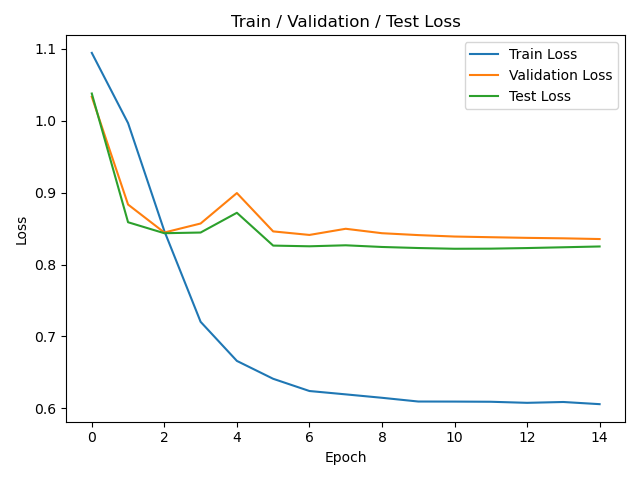 Train / Validation / Test Loss
Train Loss
Validation Loss
Test Loss
1.1
1.0
0.9
0.8
0.7
0.6
Loss
0 2 4 6 8 10 12 14
Epoch